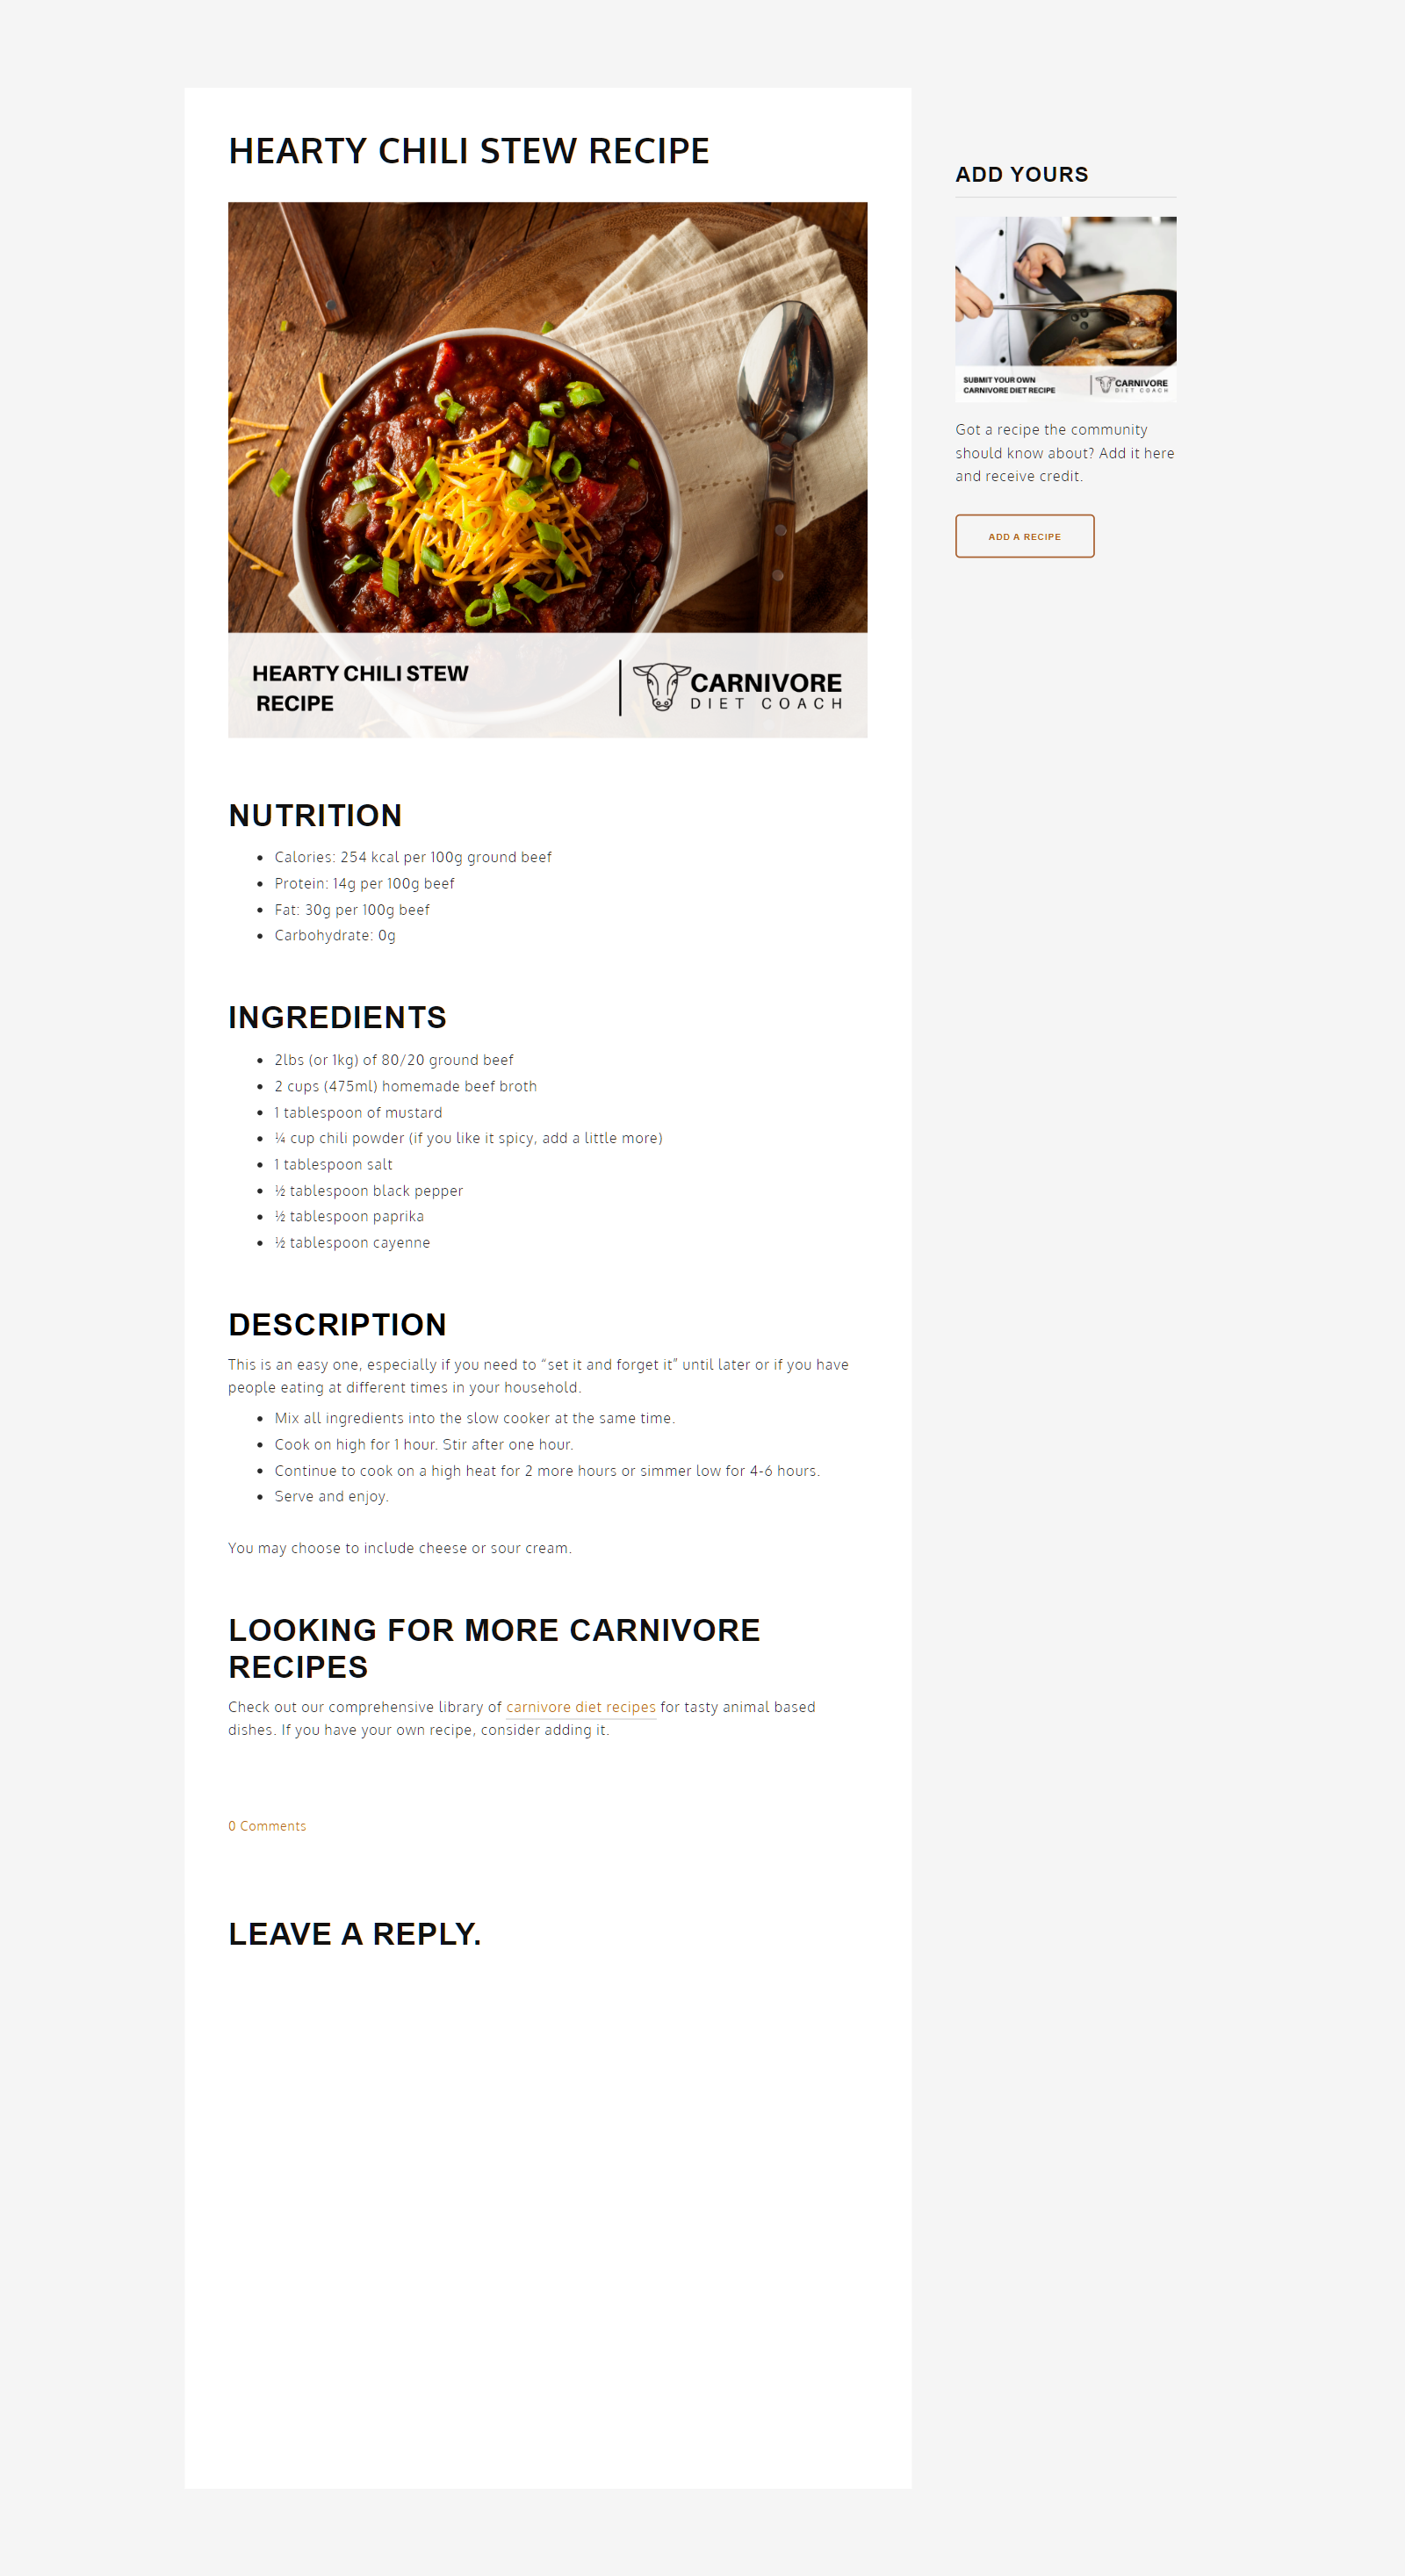 HEARTY CHILI STEW RECIPE
HEARTY CHILI STEW
RECIPE
CARNIVORE
DIET COACH
NUTRITION
• Calories: 254 kcal per 100g ground beef
• Protein: 14g per 100g beef
• Fat: 30g per 100g beef
• Carbohydrate: 0g
INGREDIENTS
• 2lbs (or 1kg) of 80/20 ground beef
• 2 cups (475ml) homemade beef broth
• 1 tablespoon of mustard
• ¼ cup chili powder (if you like it spicy, add a little more)
• 1 tablespoon salt
• ½ tablespoon black pepper
• ½ tablespoon paprika
• ½ tablespoon cayenne
DESCRIPTION
This is an easy one, especially if you need to “set it and forget it” until later or if you have
people eating at different times in your household.
• Mix all ingredients into the slow cooker at the same time.
• Cook on high for 1 hour. Stir after one hour.
• Continue to cook on a high heat for 2 more hours or simmer low for 4-6 hours.
• Serve and enjoy.
You may choose to include cheese or sour cream.
LOOKING FOR MORE CARNIVORE
RECIPES
Check out our comprehensive library of carnivore diet recipes for tasty animal based
dishes. If you have your own recipe, consider adding it.
0 Comments
LEAVE A REPLY.
ADD YOURS
SUBMIT YOUR OWN
CARNIVORE DIET RECIPE
CARNIVORE
DIET COACH
Got a recipe the community
should know about? Add it here
and receive credit.
ADD A RECIPE